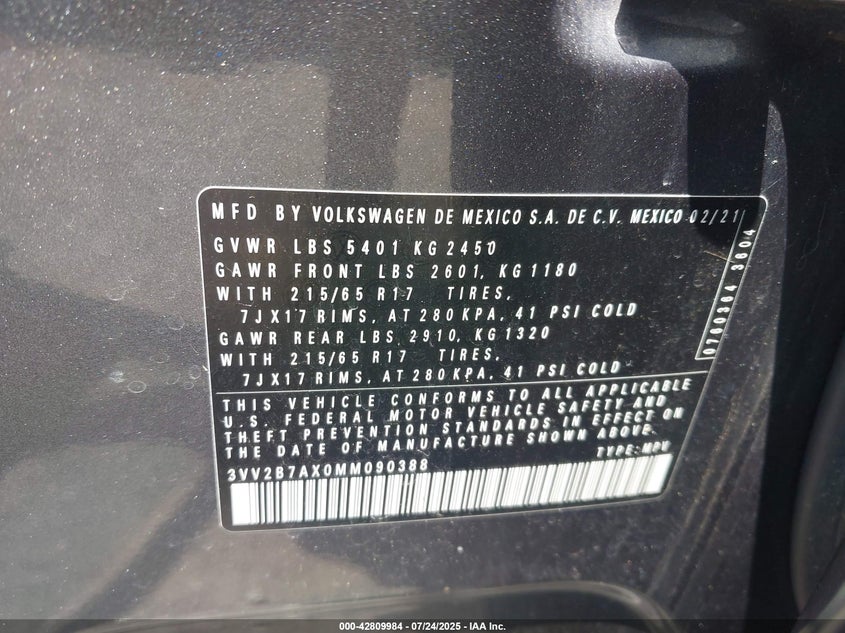 MFD BY VOLKSWAGEN DE MEXICO S.A. DE C.V. MEXICO 02/21
GVWR LBS 5401 KG 2450
GAWR FRONT LBS 2601, KG 1180
WITH 215/65 R17 TIRES,
7JX17 RIMS, AT 280 KPA, 41 PSI COLD
GAWR REAR LBS 2910, KG 1320
WITH 215/65 R17 TIRES,
7JX17 RIMS, AT 280 KPA, 41 PSI COLD
0760364 3604
THIS VEHICLE CONFORMS TO ALL APPLICABLE
U.S. FEDERAL MOTOR VEHICLE SAFETY AND
THEFT PREVENTION STANDARDS IN EFFECT ON
THE DATE OF MANUFACTURE SHOWN ABOVE.
3VV2B7AX0MM090388 TYPE: MPV
000-42809984 - 07/24/2025 - IAA Inc.